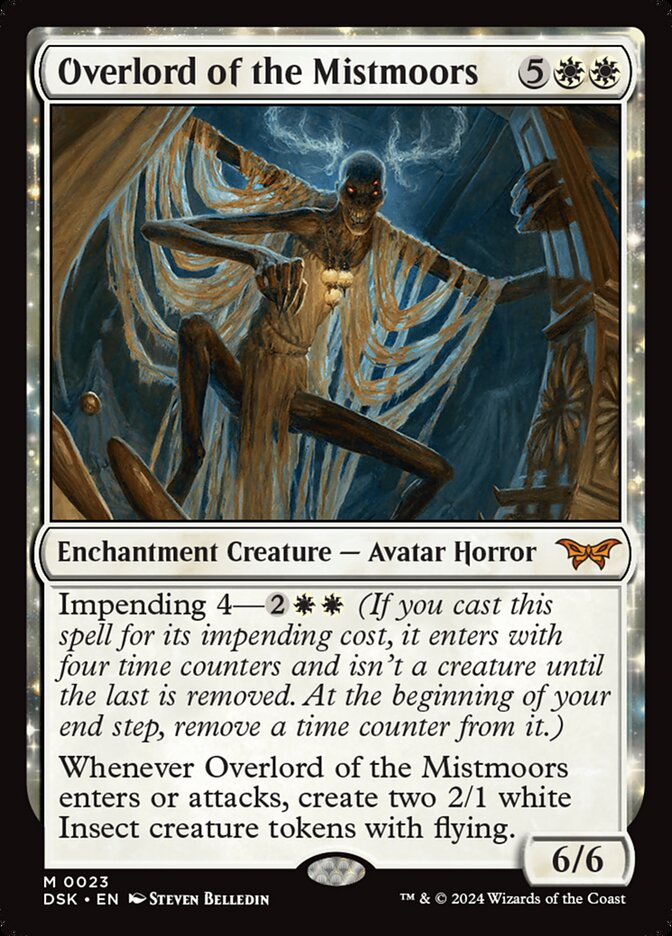 Overlord of the Mistmoors 5
Enchantment Creature — Avatar Horror
Impending 4—2 (If you cast this
spell for its impending cost, it enters with
four time counters and isn't a creature until
the last is removed. At the beginning of your
end step, remove a time counter from it.)
Whenever Overlord of the Mistmoors
enters or attacks, create two 2/1 white
Insect creature tokens with flying.
6/6
M 0023
DSK • EN Steven Belledin ™ & © 2024 Wizards of the Coast